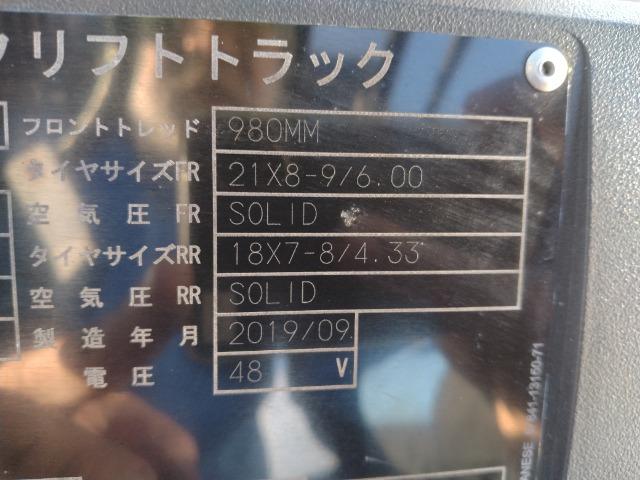 フリフトトラック
フロントトレッド 980MM
タイヤサイズFR 21X8-9/6.00
空気圧FR SOLID
タイヤサイズRR 18X7-8/4.33
空気圧RR SOLID
製造年月 2019/09
電圧 48 V